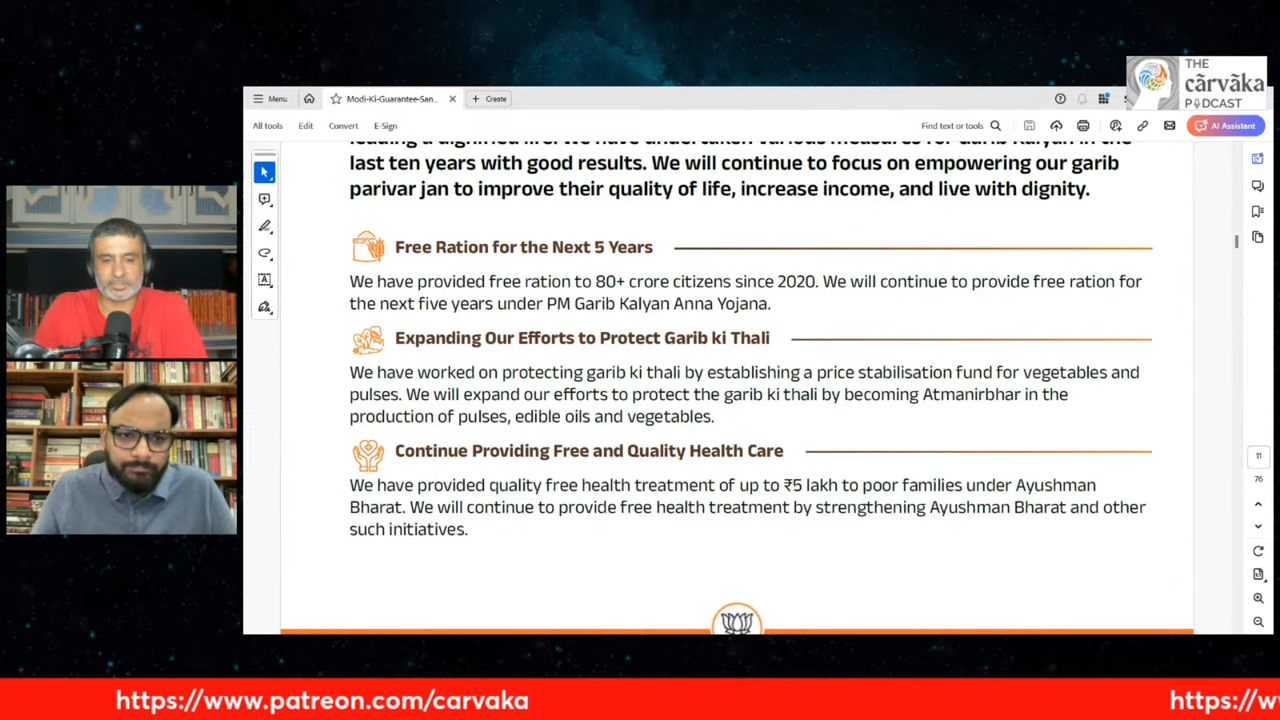 THE
cārvāka
PODCAST
Menu
Modi-Ki-Guarantee-San...
Create
All tools
Edit
Convert
E-Sign
Find text or tools
AI Assistant
last ten years with good results. We will continue to focus on empowering our garib
parivar jan to improve their quality of life, increase income, and live with dignity.
Free Ration for the Next 5 Years
We have provided free ration to 80+ crore citizens since 2020. We will continue to provide free ration for
the next five years under PM Garib Kalyan Anna Yojana.
Expanding Our Efforts to Protect Garib ki Thali
We have worked on protecting garib ki thali by establishing a price stabilisation fund for vegetables and
pulses. We will expand our efforts to protect the garib ki thali by becoming Atmanirbhar in the
production of pulses, edible oils and vegetables.
Continue Providing Free and Quality Health Care
We have provided quality free health treatment of up to ₹5 lakh to poor families under Ayushman
Bharat. We will continue to provide free health treatment by strengthening Ayushman Bharat and other
such initiatives.
11
76
https://www.patreon.com/carvaka
https://w